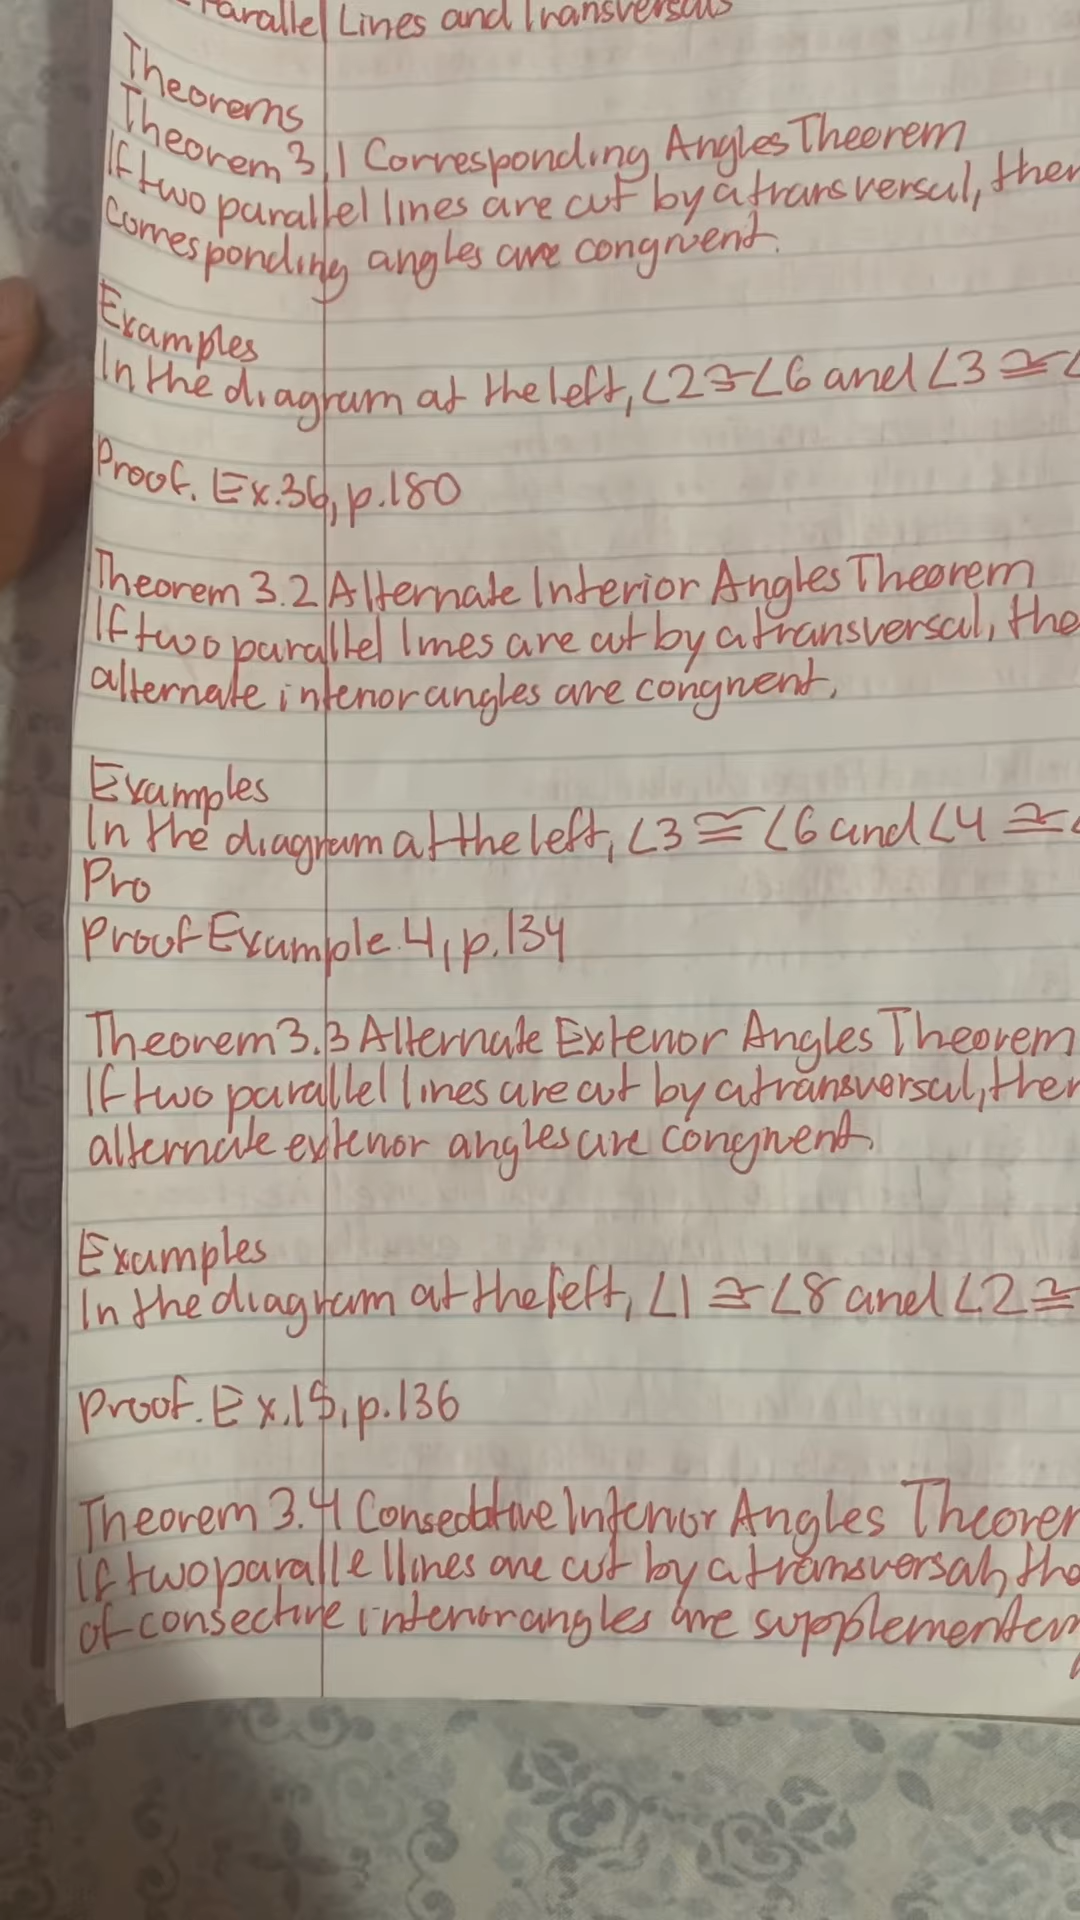 Parallel Lines and Transversals
Theorems
Theorem 3.1 Corresponding Angles Theorem
If two parallel lines are cut by a transversal, then
corresponding angles are congruent.
Examples
In the diagram at the left, ∠2≅∠6 and ∠3≅∠
Proof. Ex.36, p.180
Theorem 3.2 Alternate Interior Angles Theorem
If two parallel lines are cut by a transversal, the
alternate interior angles are congruent.
Examples
In the diagram at the left, ∠3≅∠6 and ∠4≅∠
Pro
Proof Example.4, p.134
Theorem 3.3 Alternate Exterior Angles Theorem
If two parallel lines are cut by a transversal, then
alternate exterior angles are congruent.
Examples
In the diagram at the left, ∠1≅∠8 and ∠2≅
Proof. Ex.15, p.136
Theorem 3.4 Consecutive Interior Angles Theorem
If two parallel lines are cut by a transversal, the
of consective interior angles are supplementary